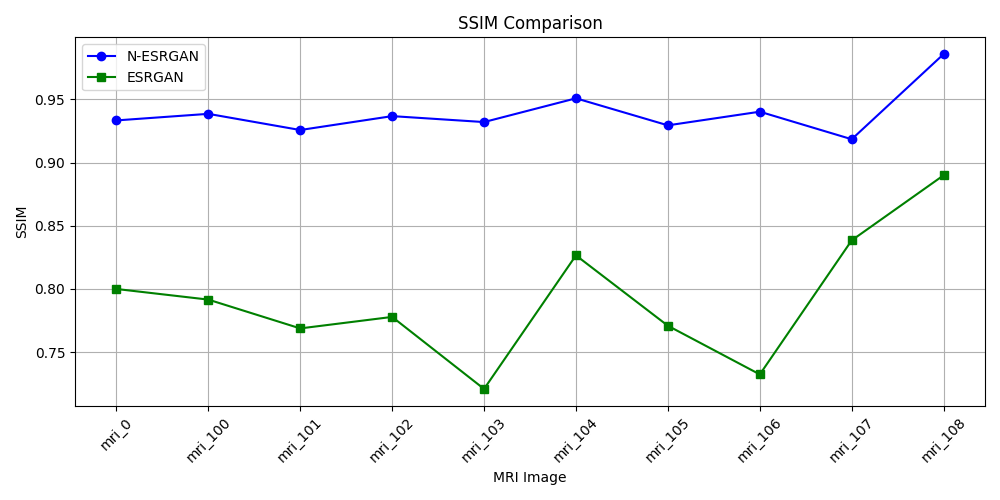 SSIM Comparison
N-ESRGAN
ESRGAN
SSIM
0.95
0.90
0.85
0.80
0.75
mri_0
mri_100
mri_101
mri_102
mri_103
mri_104
mri_105
mri_106
mri_107
mri_108
MRI Image